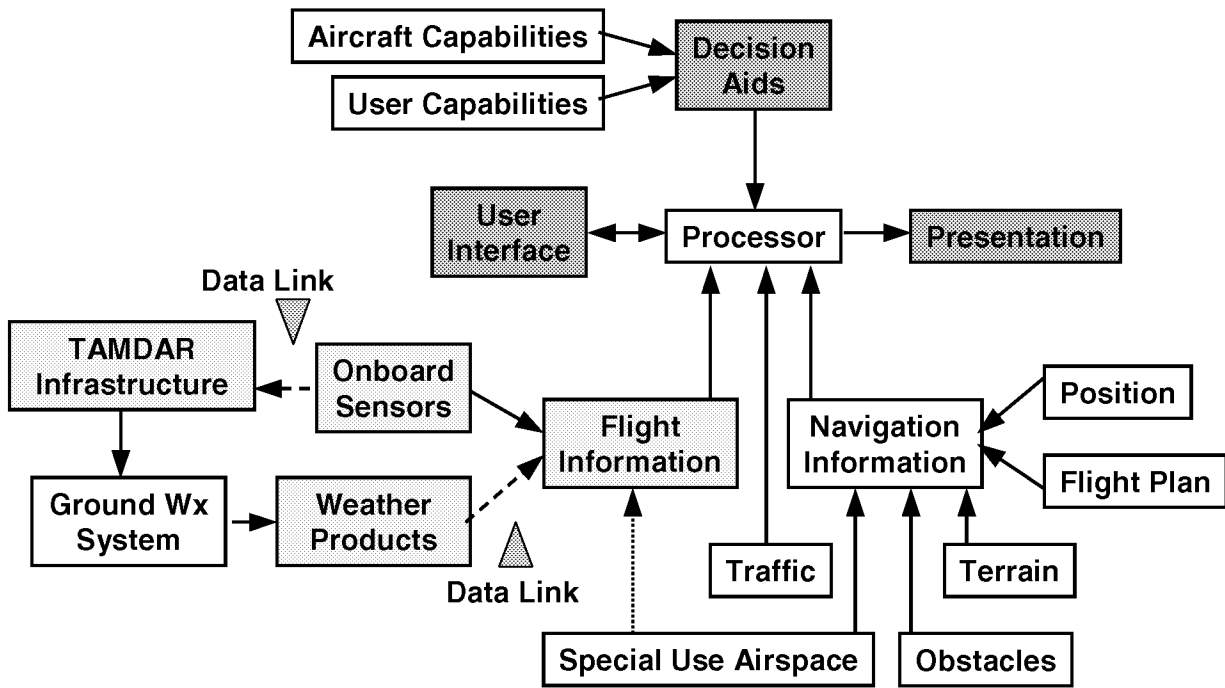 Aircraft Capabilities
User Capabilities
Decision
Aids
User
Interface
Processor
Presentation
Data Link
TAMDAR
Infrastructure
Onboard
Sensors
Flight
Information
Navigation
Information
Position
Flight Plan
Ground Wx
System
Weather
Products
Data Link
Traffic
Terrain
Special Use Airspace
Obstacles